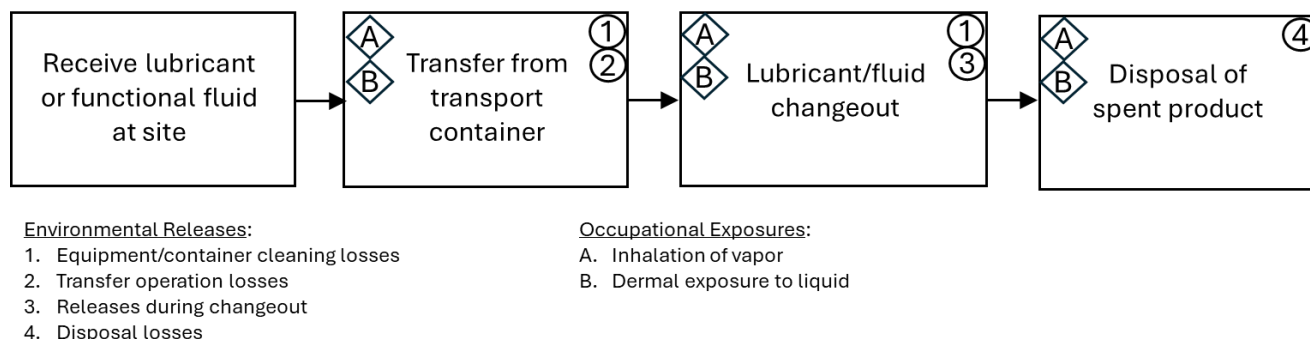 Receive lubricant
or functional fluid
at site
A
B
1
2
Transfer from
transport
container
A
B
1
3
Lubricant/fluid
changeout
A
B
4
Disposal of
spent product
Environmental Releases:
1. Equipment/container cleaning losses
2. Transfer operation losses
3. Releases during changeout
4. Disposal losses
Occupational Exposures:
A. Inhalation of vapor
B. Dermal exposure to liquid